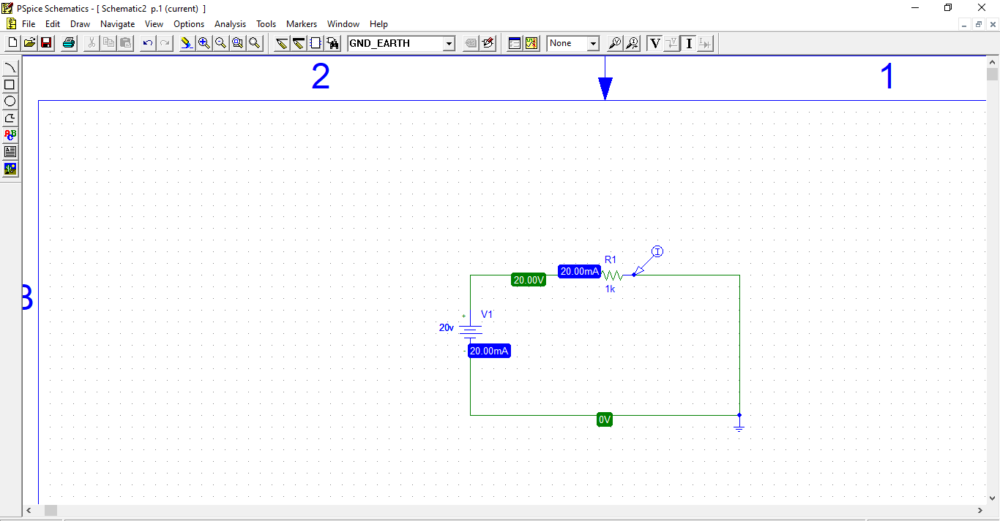 PSpice Schematics - [ Schematic2 p.1 (current) ]
File Edit Draw Navigate View Options Analysis Tools Markers Window Help
GND_EARTH None V I
ABC
2 1
3
I
R1
20.00mA
20.00V
1k
+ V1
20v
- 20.00mA
0V